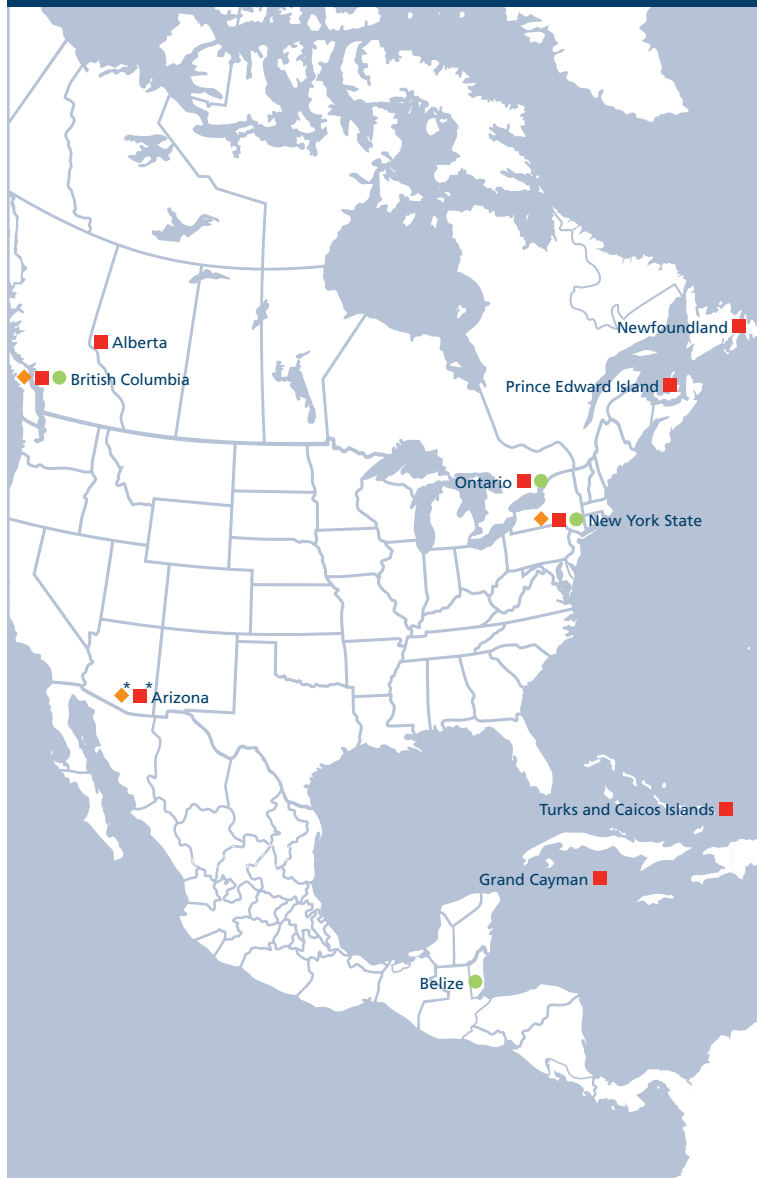 Newfoundland
Alberta
British Columbia
Prince Edward Island
Ontario
New York State
* *
Arizona
Turks and Caicos Islands
Grand Cayman
Belize